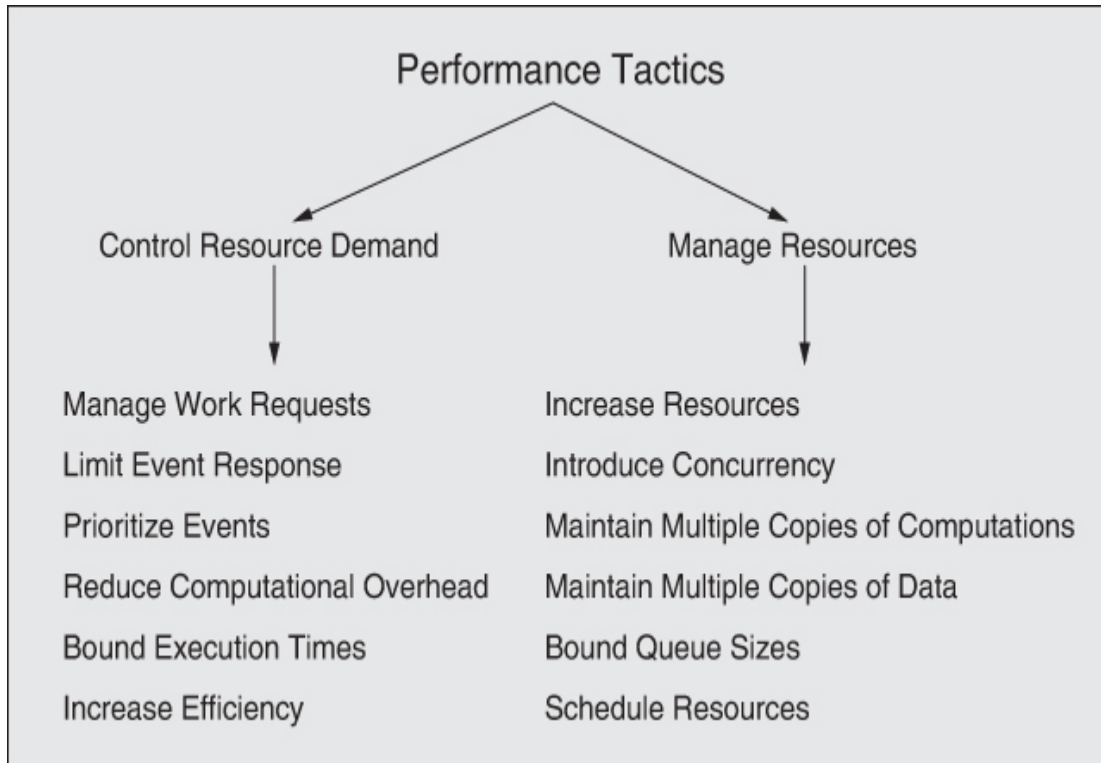 Performance Tactics
Control Resource Demand
Manage Resources
Manage Work Requests
Limit Event Response
Prioritize Events
Reduce Computational Overhead
Bound Execution Times
Increase Efficiency
Increase Resources
Introduce Concurrency
Maintain Multiple Copies of Computations
Maintain Multiple Copies of Data
Bound Queue Sizes
Schedule Resources